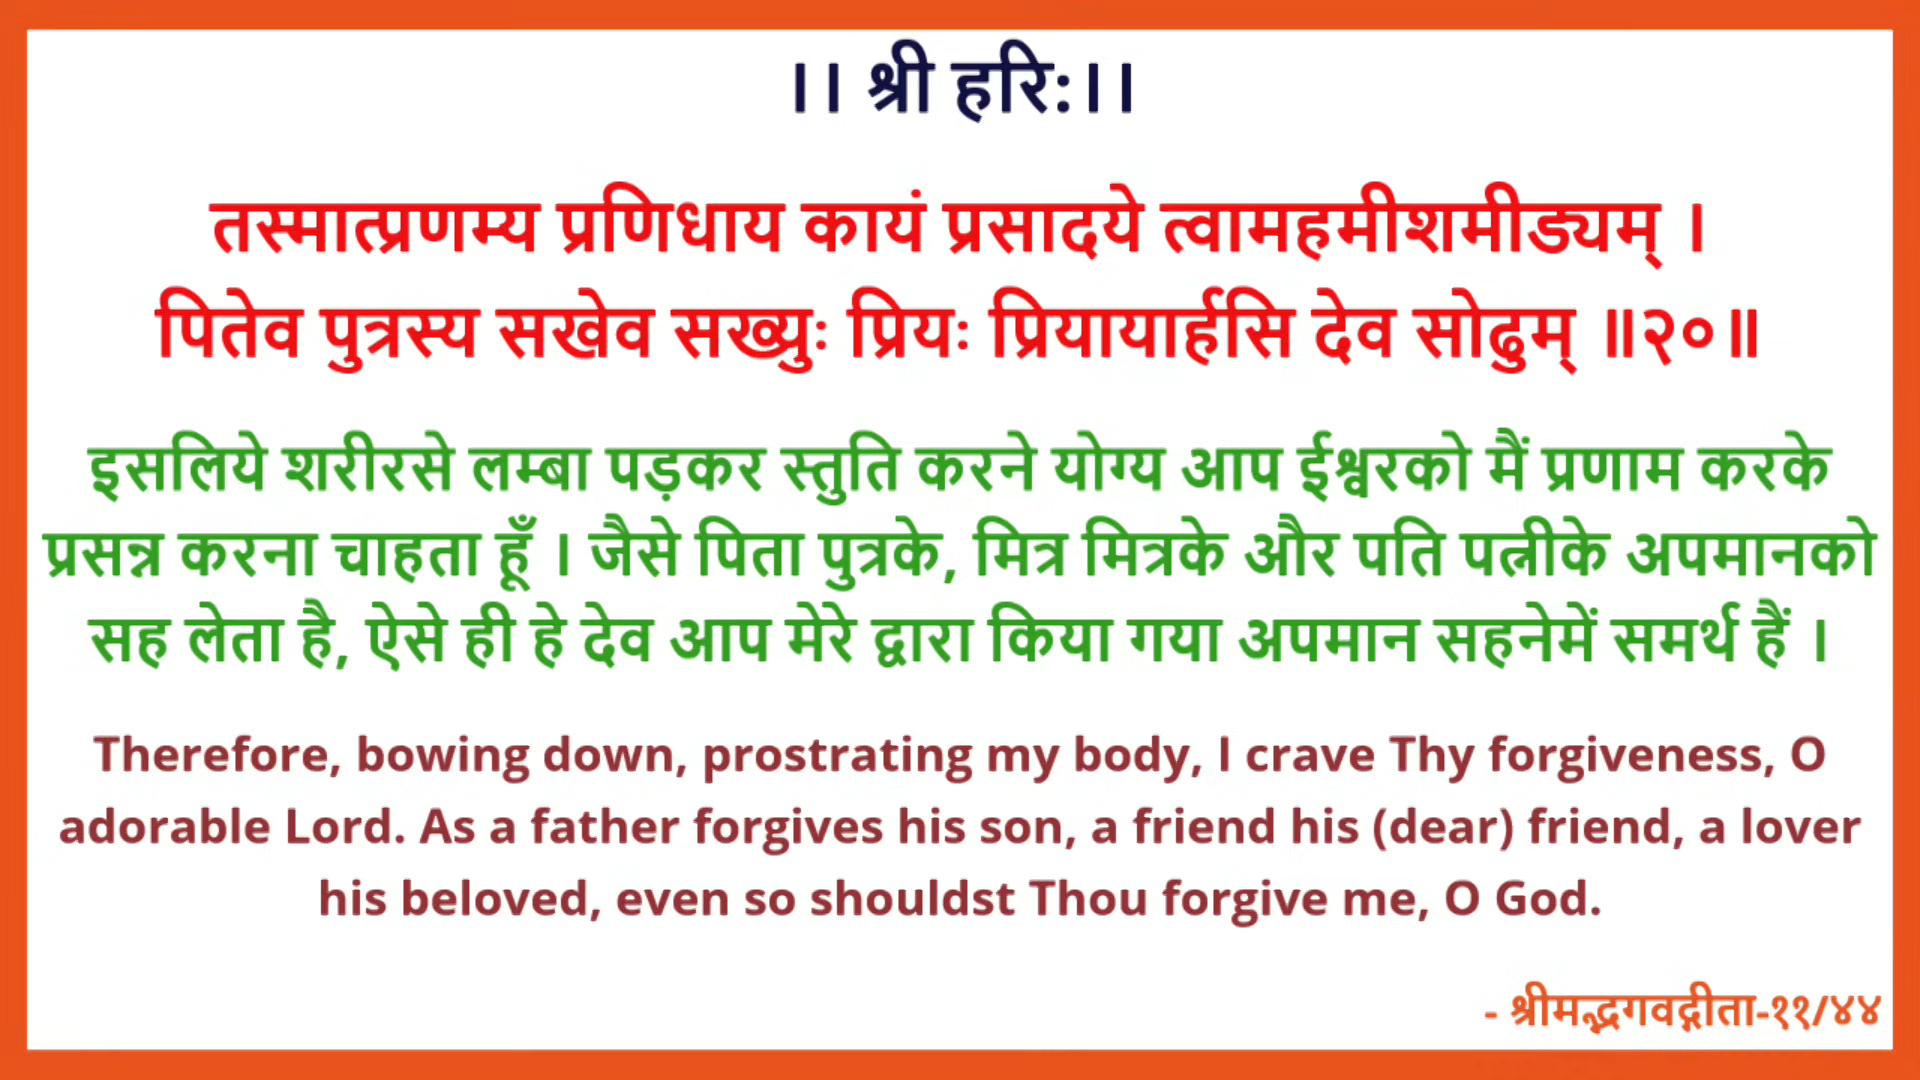 ।। श्री हरि:।।
तस्मात्प्रणम्य प्रणिधाय कायं प्रसादये त्वामहमीशमीड्यम् ।
पितेव पुत्रस्य सखेव सख्युः प्रियः प्रियायार्हसि देव सोढुम् ॥२०॥
इसलिये शरीरसे लम्बा पड़कर स्तुति करने योग्य आप ईश्वरको मैं प्रणाम करके
प्रसन्न करना चाहता हूँ । जैसे पिता पुत्रके, मित्र मित्रके और पति पत्नीके अपमानको
सह लेता है, ऐसे ही हे देव आप मेरे द्वारा किया गया अपमान सहनेमें समर्थ हैं ।
Therefore, bowing down, prostrating my body, I crave Thy forgiveness, O
adorable Lord. As a father forgives his son, a friend his (dear) friend, a lover
his beloved, even so shouldst Thou forgive me, O God.
- श्रीमद्भगवद्गीता-११/४४